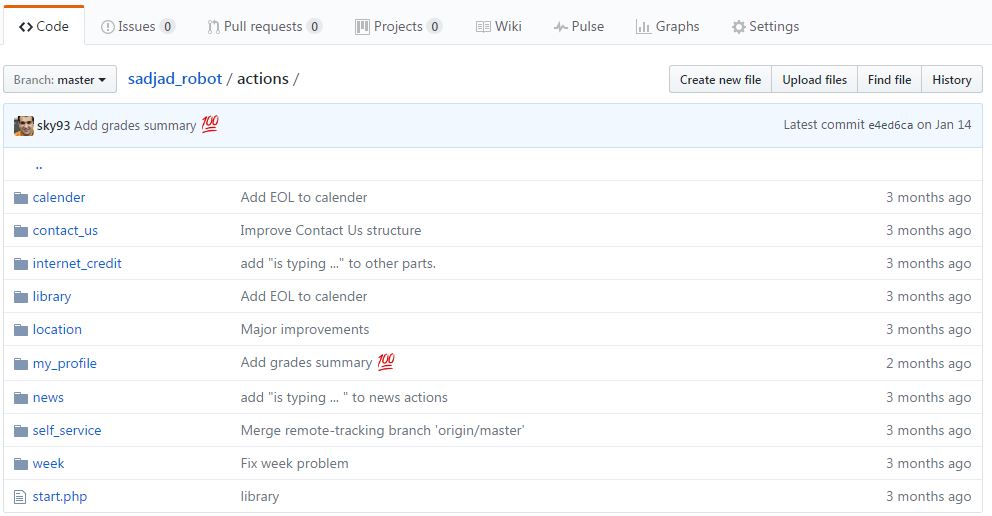 Code Issues 0 Pull requests 0 Projects 0 Wiki Pulse Graphs Settings
Branch: master sadjad_robot / actions / Create new file Upload files Find file History
sky93 Add grades summary 💯 Latest commit e4ed6ca on Jan 14
..
calender Add EOL to calender 3 months ago
contact_us Improve Contact Us structure 3 months ago
internet_credit add "is typing ..." to other parts. 3 months ago
library Add EOL to calender 3 months ago
location Major improvements 3 months ago
my_profile Add grades summary 💯 2 months ago
news add "is typing ... " to news actions 3 months ago
self_service Merge remote-tracking branch 'origin/master' 3 months ago
week Fix week problem 3 months ago
start.php library 3 months ago